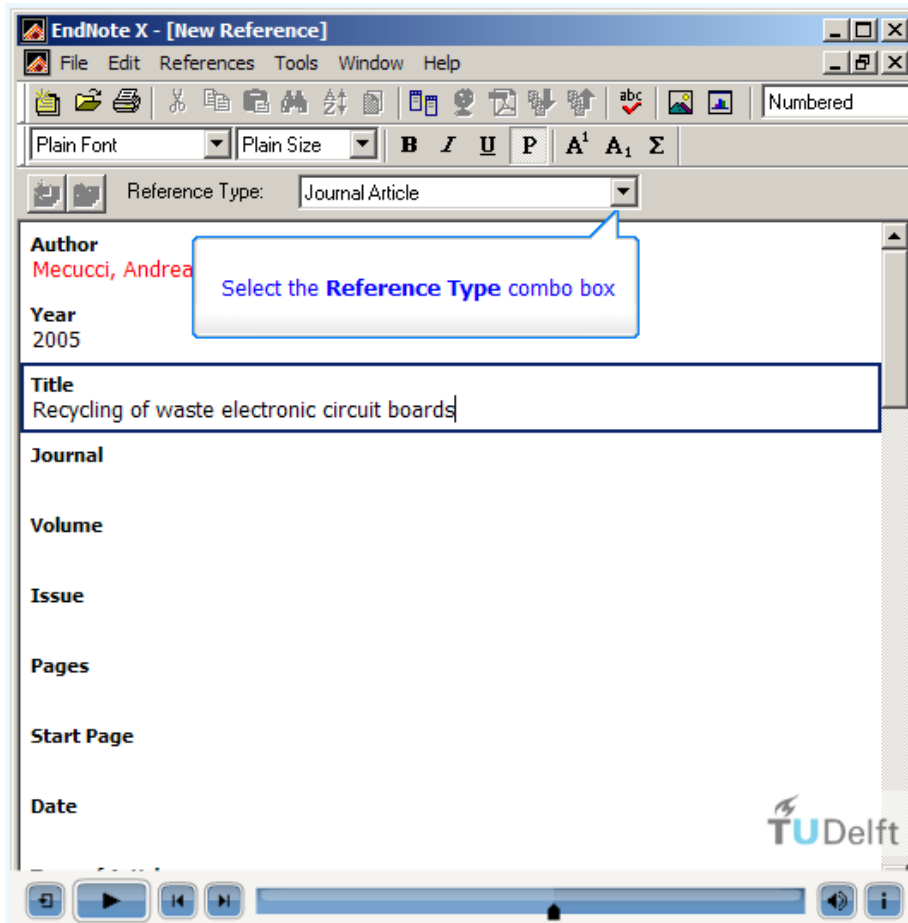 EndNote X - [New Reference]
File Edit References Tools Window Help
abc Numbered
Plain Font Plain Size B I U P A¹ A₁ Σ
Reference Type: Journal Article
Author
Mecucci, Andrea
Select the Reference Type combo box
Year
2005
Title
Recycling of waste electronic circuit boards
Journal
Volume
Issue
Pages
Start Page
Date
TUDelft